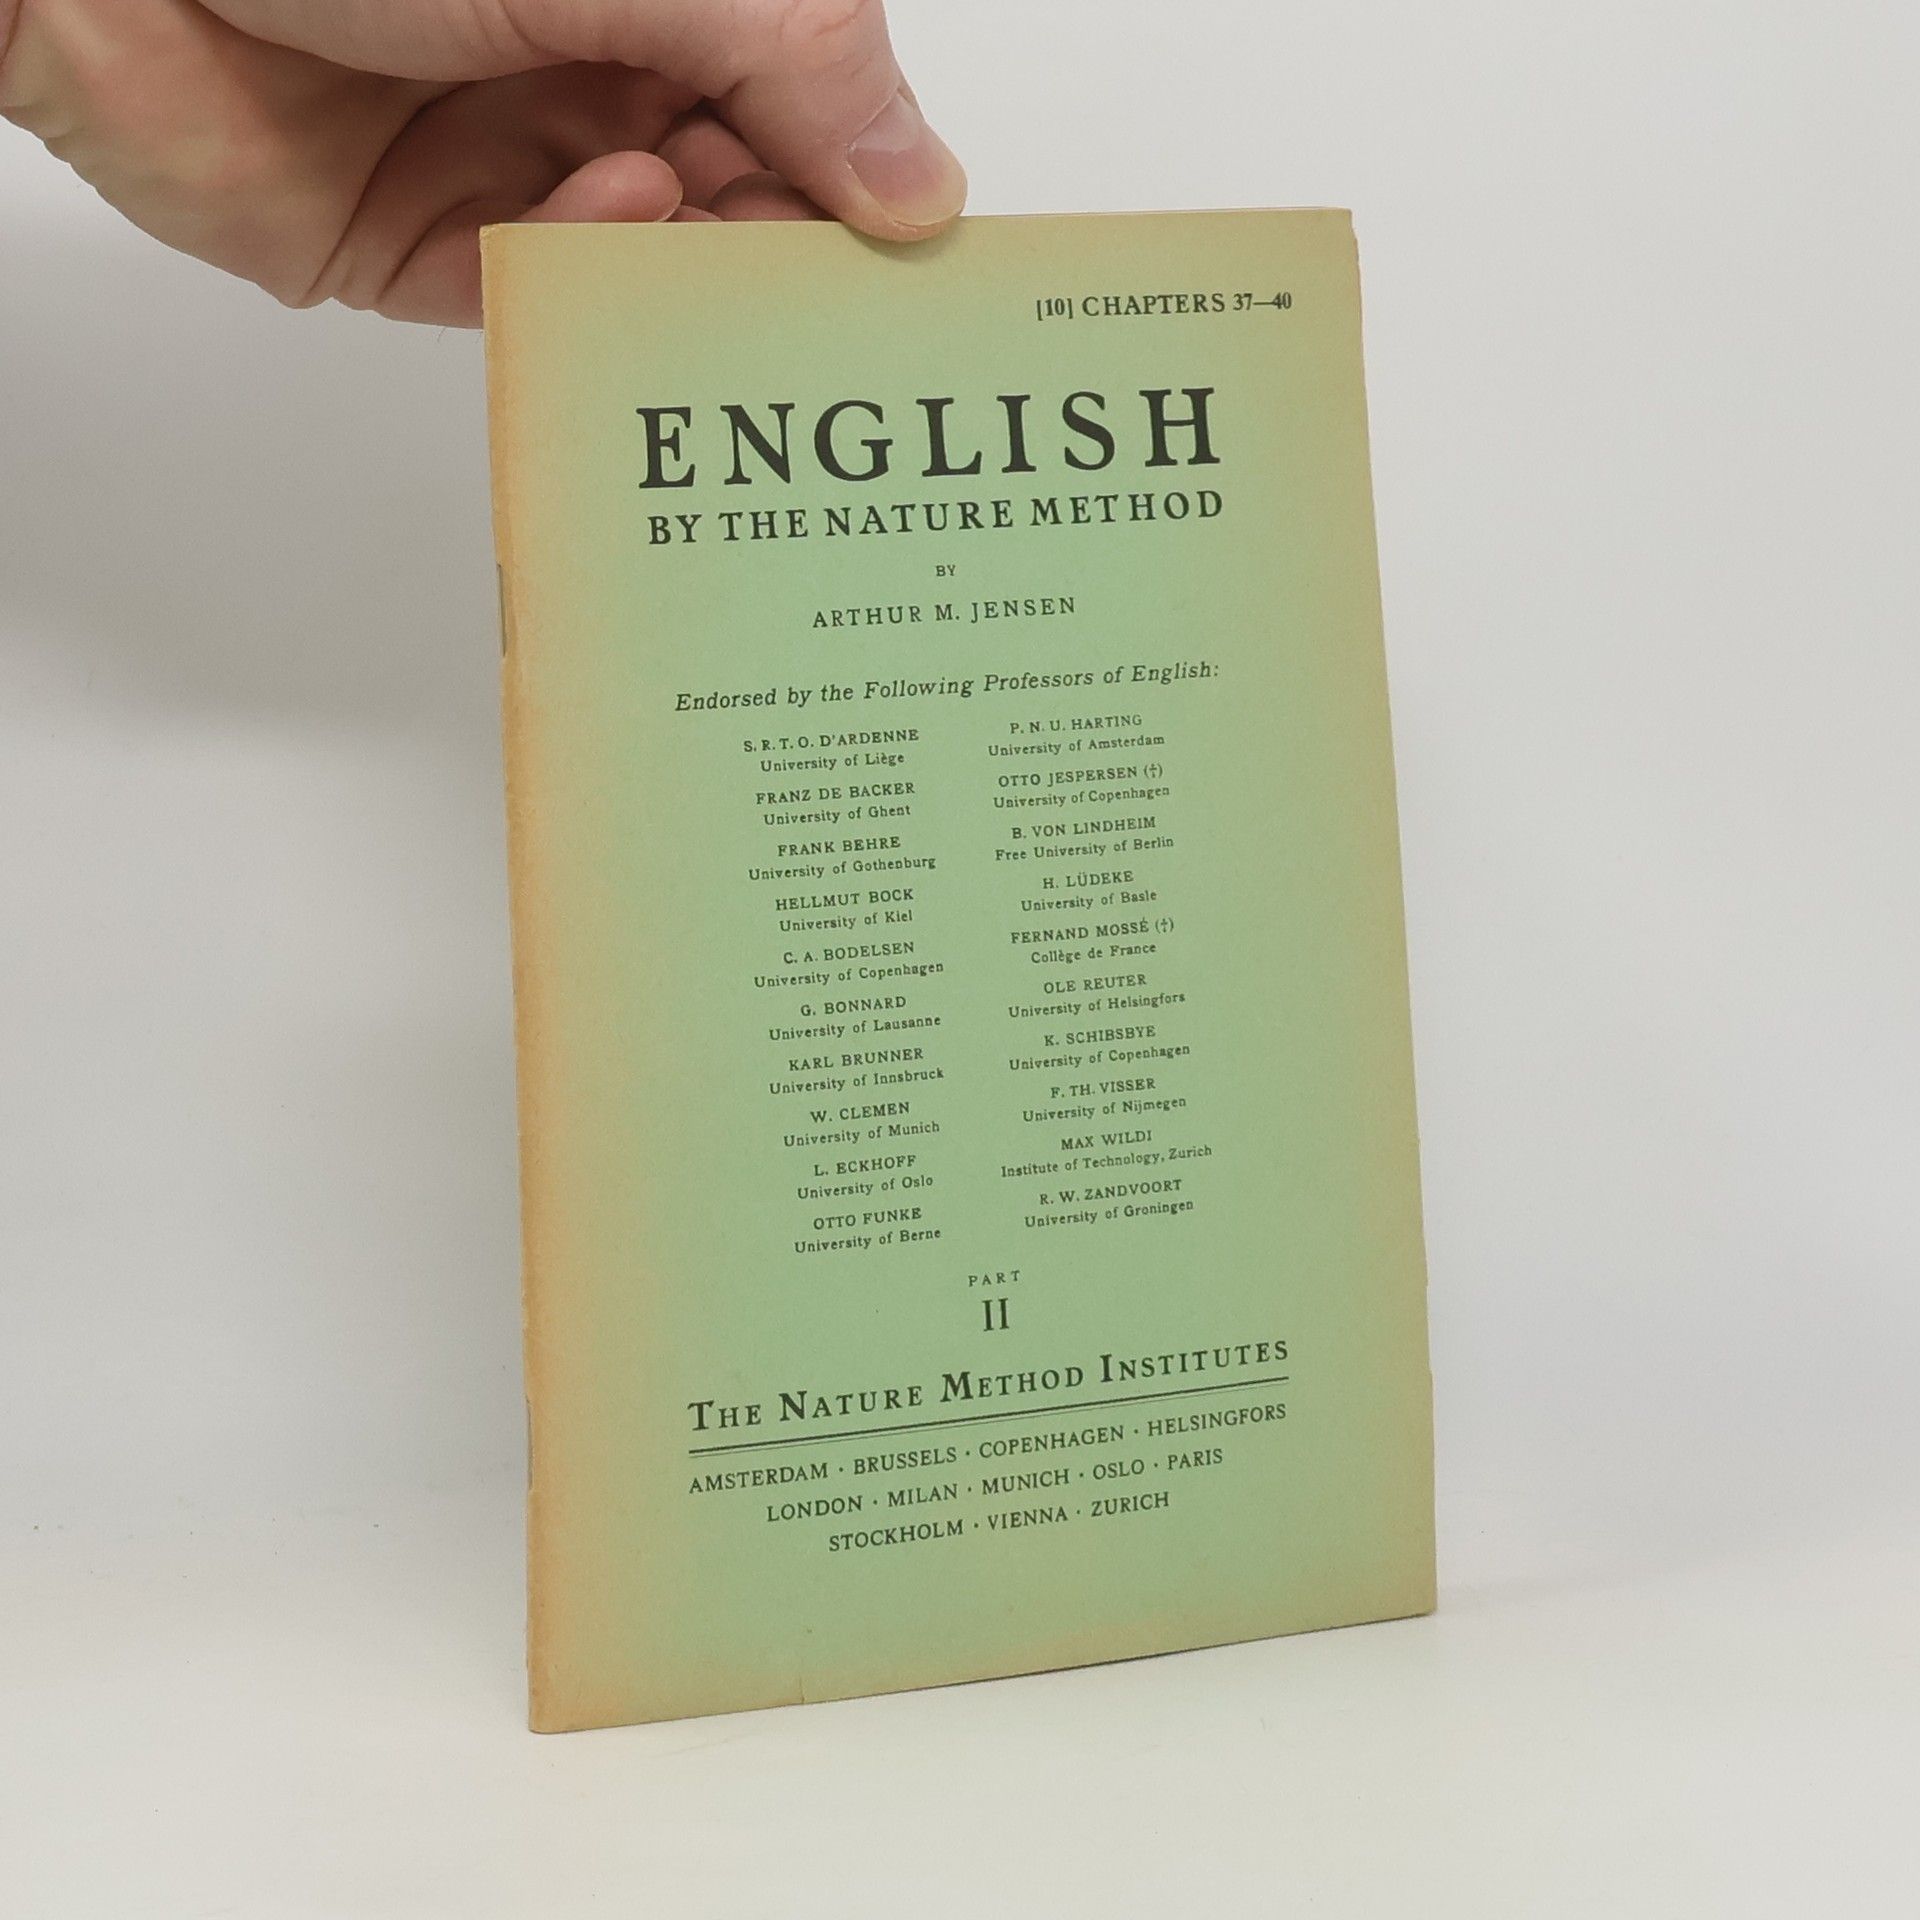 [10] CHAPTERS 37—40
ENGLISH
BY THE NATURE METHOD
BY
ARTHUR M. JENSEN
Endorsed by the Following Professors of English:
S. R. T. O. D'ARDENNE
University of Liège
FRANZ DE BACKER
University of Ghent
FRANK BEHRE
University of Gothenburg
HELLMUT BOCK
University of Kiel
C. A. BODELSEN
University of Copenhagen
G. BONNARD
University of Lausanne
KARL BRUNNER
University of Innsbruck
W. CLEMEN
University of Munich
L. ECKHOFF
University of Oslo
OTTO FUNKE
University of Berne
P. N. U. HARTING
University of Amsterdam
OTTO JESPERSEN (†)
University of Copenhagen
B. VON LINDHEIM
Free University of Berlin
H. LÜDEKE
University of Basle
FERNAND MOSSÉ (†)
Collège de France
OLE REUTER
University of Helsingfors
K. SCHIBSBYE
University of Copenhagen
F. TH. VISSER
University of Nijmegen
MAX WILDI
Institute of Technology, Zurich
R. W. ZANDVOORT
University of Groningen
PART
II
THE NATURE METHOD INSTITUTES
AMSTERDAM · BRUSSELS · COPENHAGEN · HELSINGFORS
LONDON · MILAN · MUNICH · OSLO · PARIS
STOCKHOLM · VIENNA · ZURICH